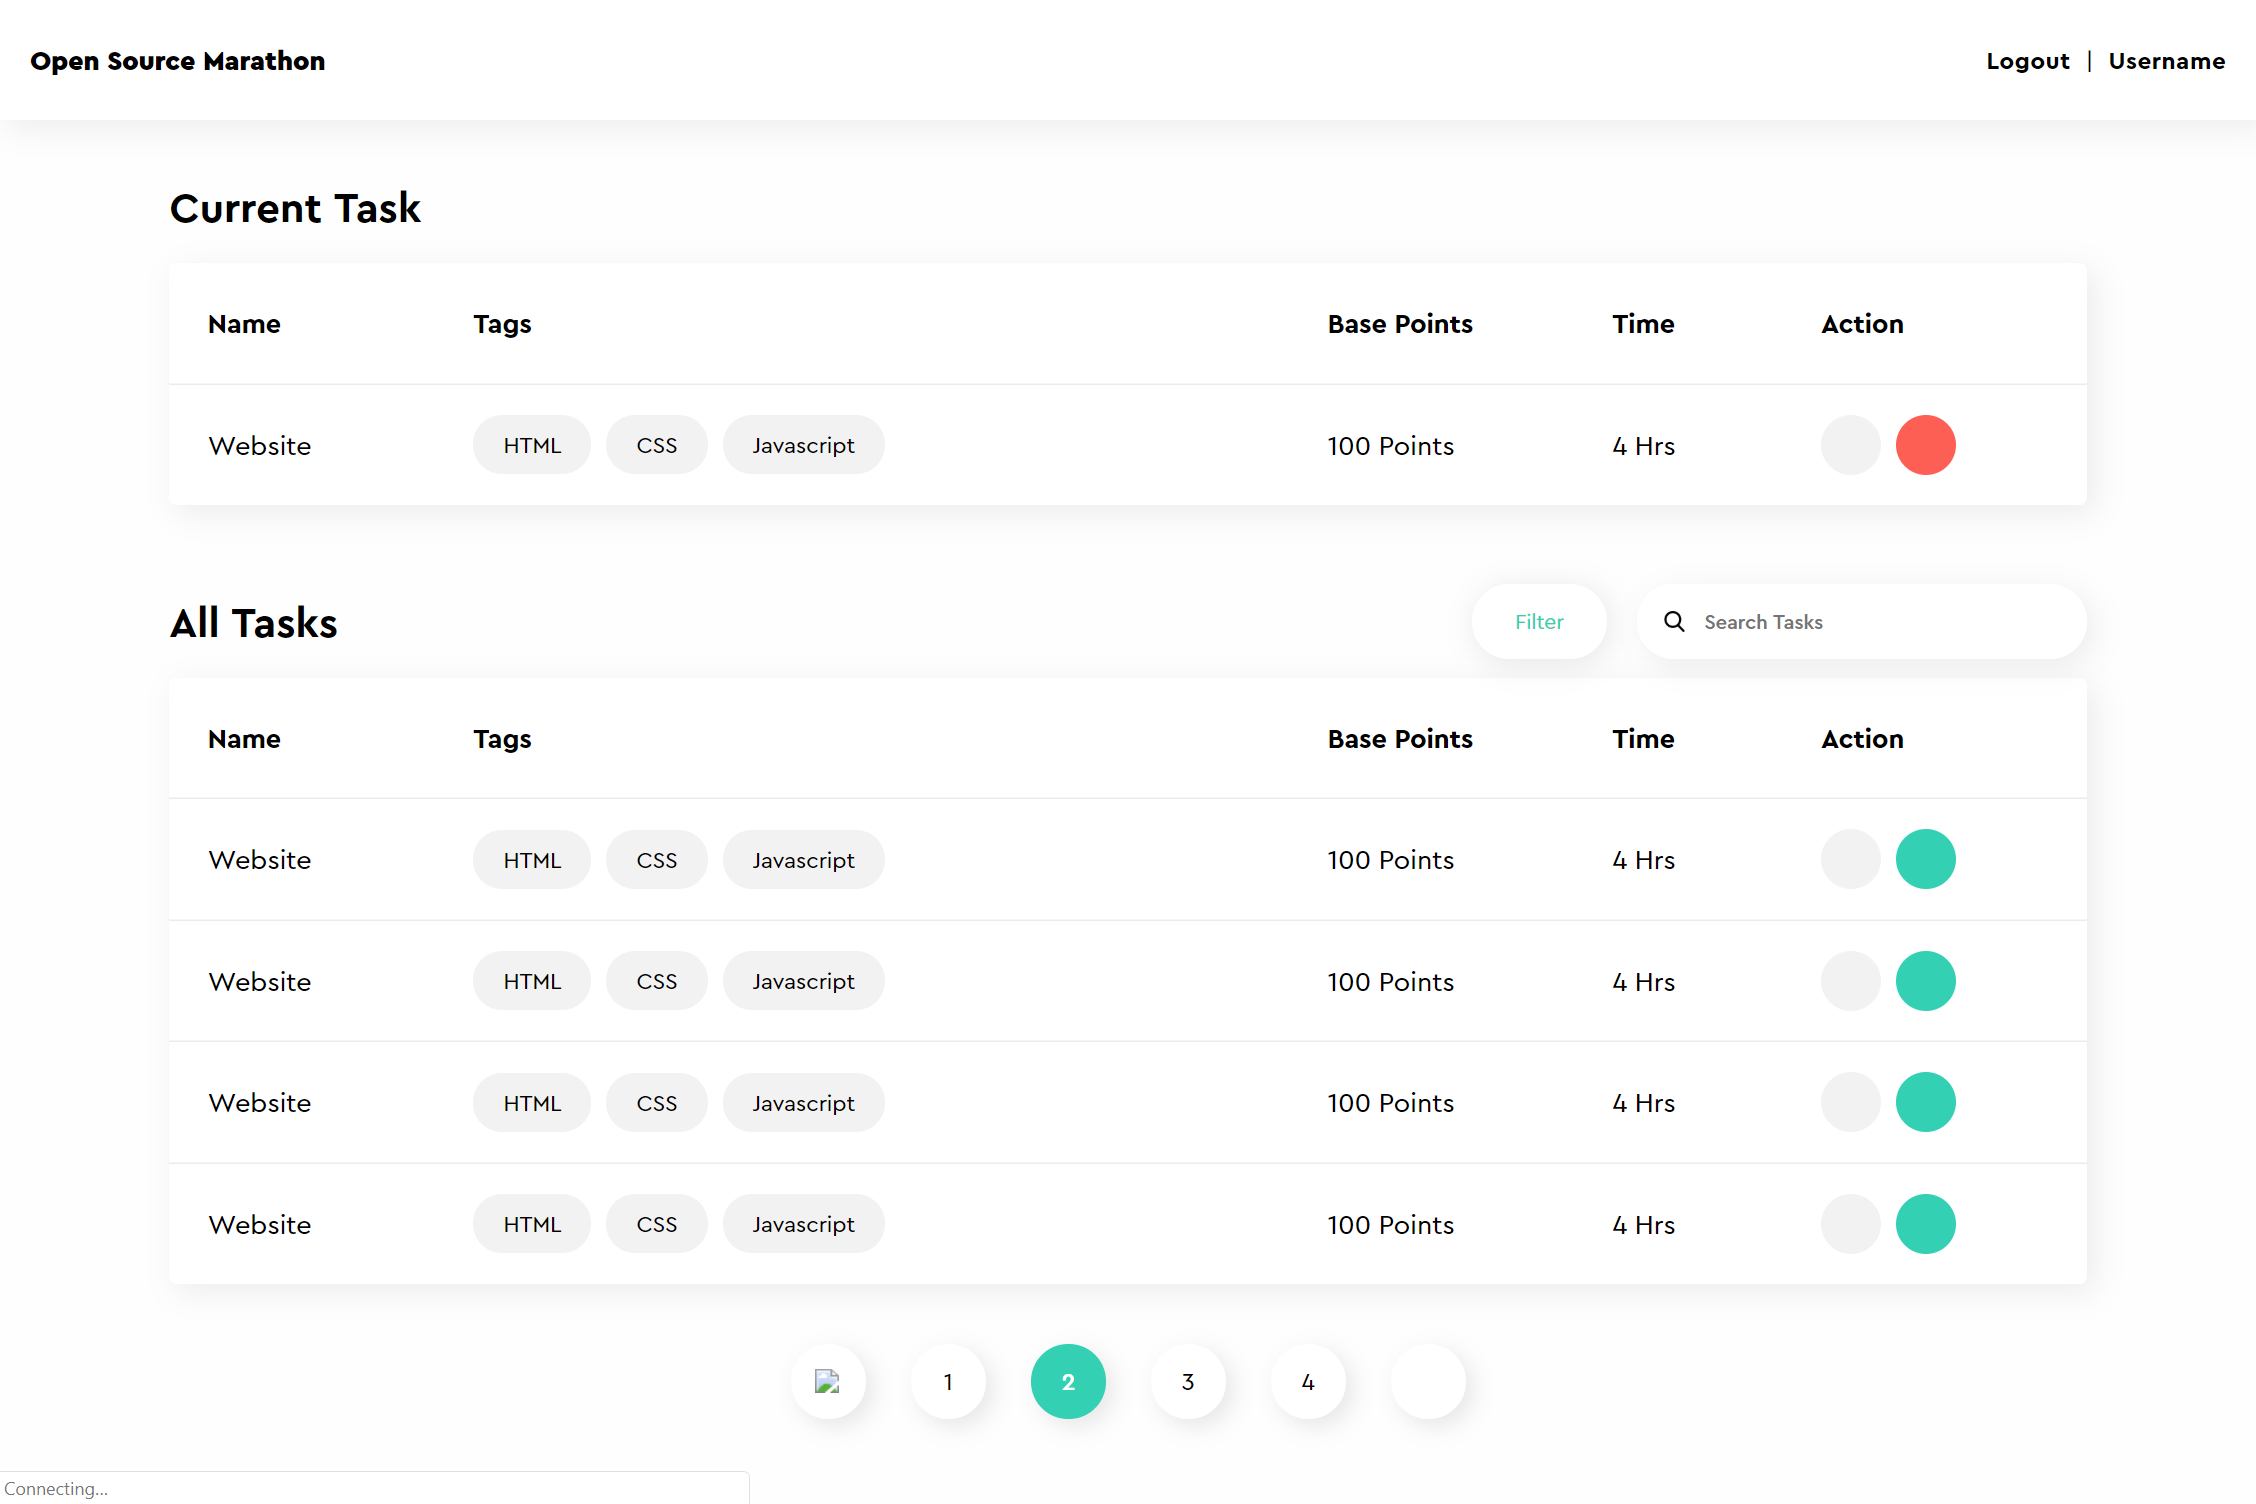 Open Source Marathon Logout | Username
Current Task
Name Tags Base Points Time Action
Website HTML CSS Javascript 100 Points 4 Hrs
All Tasks Filter Search Tasks
Name Tags Base Points Time Action
Website HTML CSS Javascript 100 Points 4 Hrs
Website HTML CSS Javascript 100 Points 4 Hrs
Website HTML CSS Javascript 100 Points 4 Hrs
Website HTML CSS Javascript 100 Points 4 Hrs
1 2 3 4
Connecting...